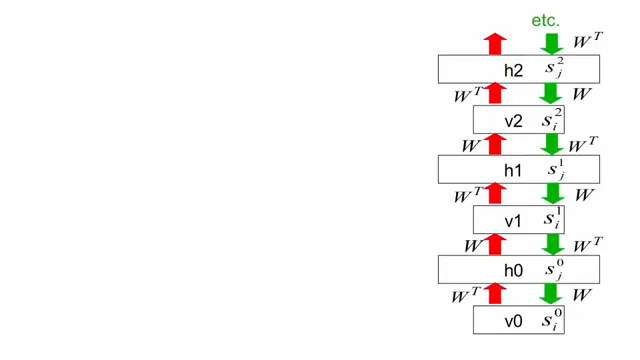 etc.
W^T
h2 s_j^2
W^T W
v2 s_i^2
W W^T
h1 s_j^1
W^T W
v1 s_i^1
W W^T
h0 s_j^0
W^T W
v0 s_i^0